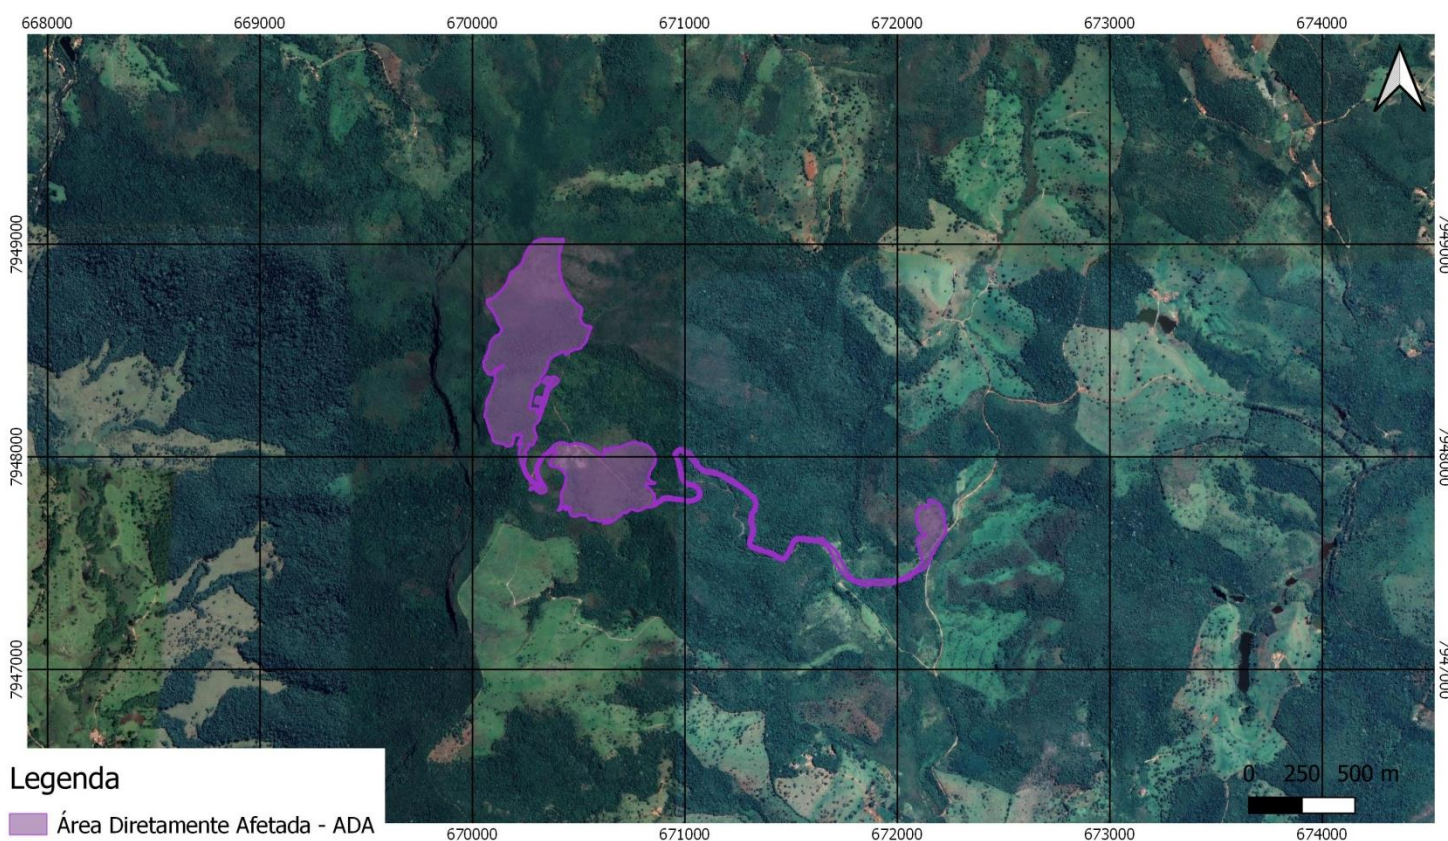 668000 669000 670000 671000 672000 673000 674000
7949000 7949000
7948000 7948000
7947000 7947000
Legenda
Área Diretamente Afetada - ADA
0 250 500 m
670000 671000 672000 673000 674000